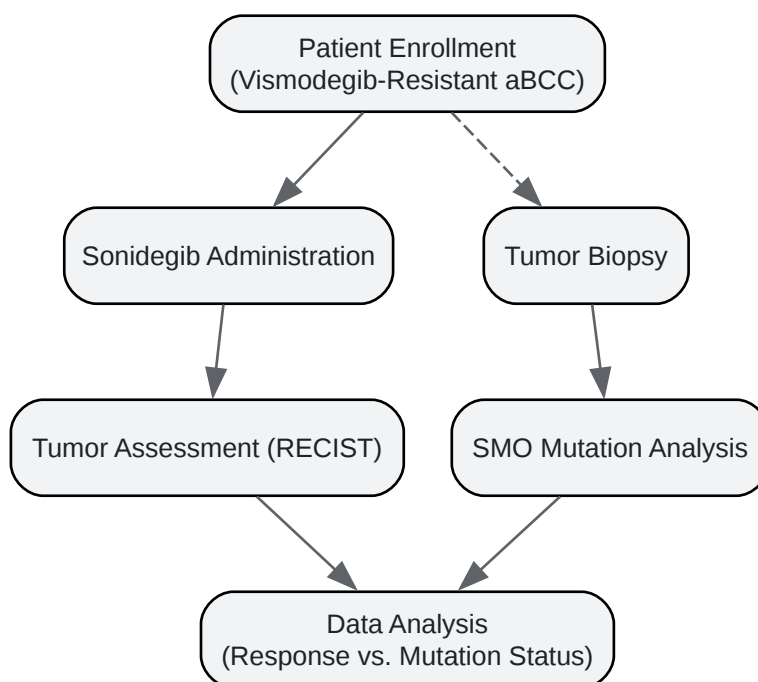 Patient Enrollment
(Vismodegib-Resistant aBCC)
Sonidegib Administration
Tumor Biopsy
Tumor Assessment (RECIST)
SMO Mutation Analysis
Data Analysis
(Response vs. Mutation Status)